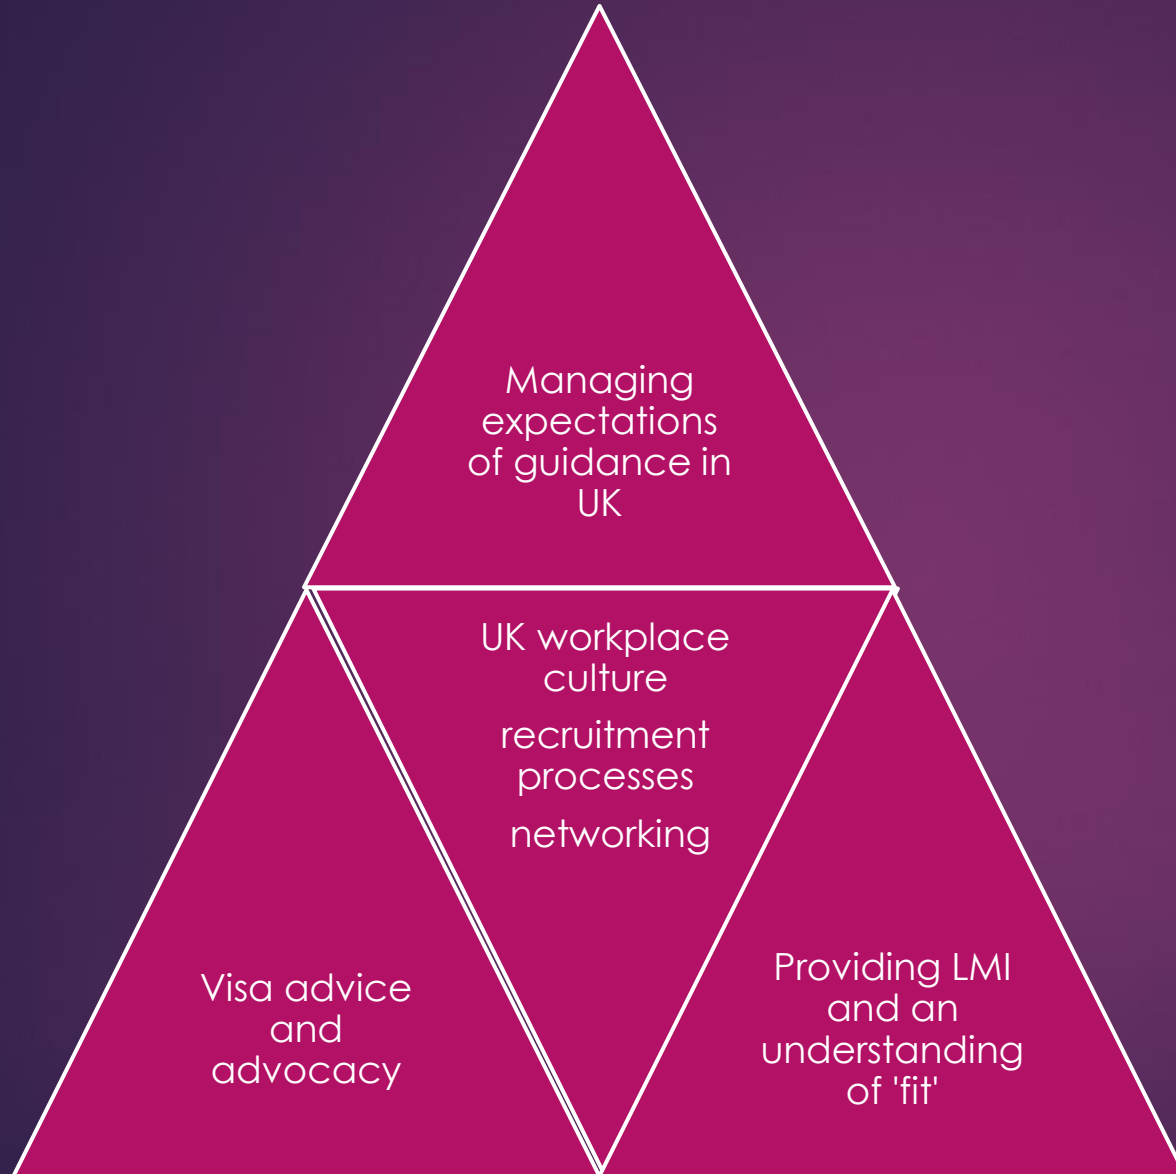 Managing
expectations
of guidance in
UK
UK workplace
culture
recruitment
processes
networking
Visa advice
and
advocacy
Providing LMI
and an
understanding
of 'fit'